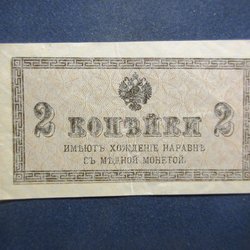 2 КОПѢЙКИ 2
ИМѢЮТЪ ХОЖДЕНІЕ НАРАВНѢ
СЪ МѢДНОЙ МОНЕТОЙ.